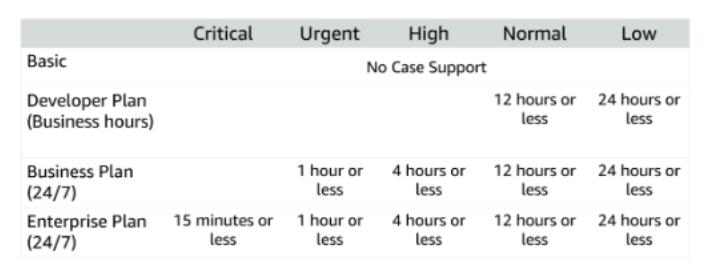 Critical Urgent High Normal Low
Basic No Case Support
Developer Plan 12 hours or 24 hours or
(Business hours) less less
Business Plan 1 hour or 4 hours or 12 hours or 24 hours or
(24/7) less less less less
Enterprise Plan 15 minutes or 1 hour or 4 hours or 12 hours or 24 hours or
(24/7) less less less less less